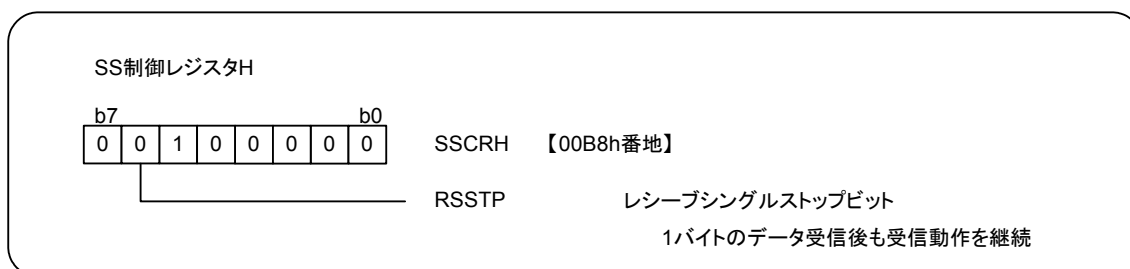 SS制御レジスタH
b7 b0
0 0 1 0 0 0 0 0 SSCRH 【00B8h番地】
RSSTP レシーブシングルストップビット
1バイトのデータ受信後も受信動作を継続